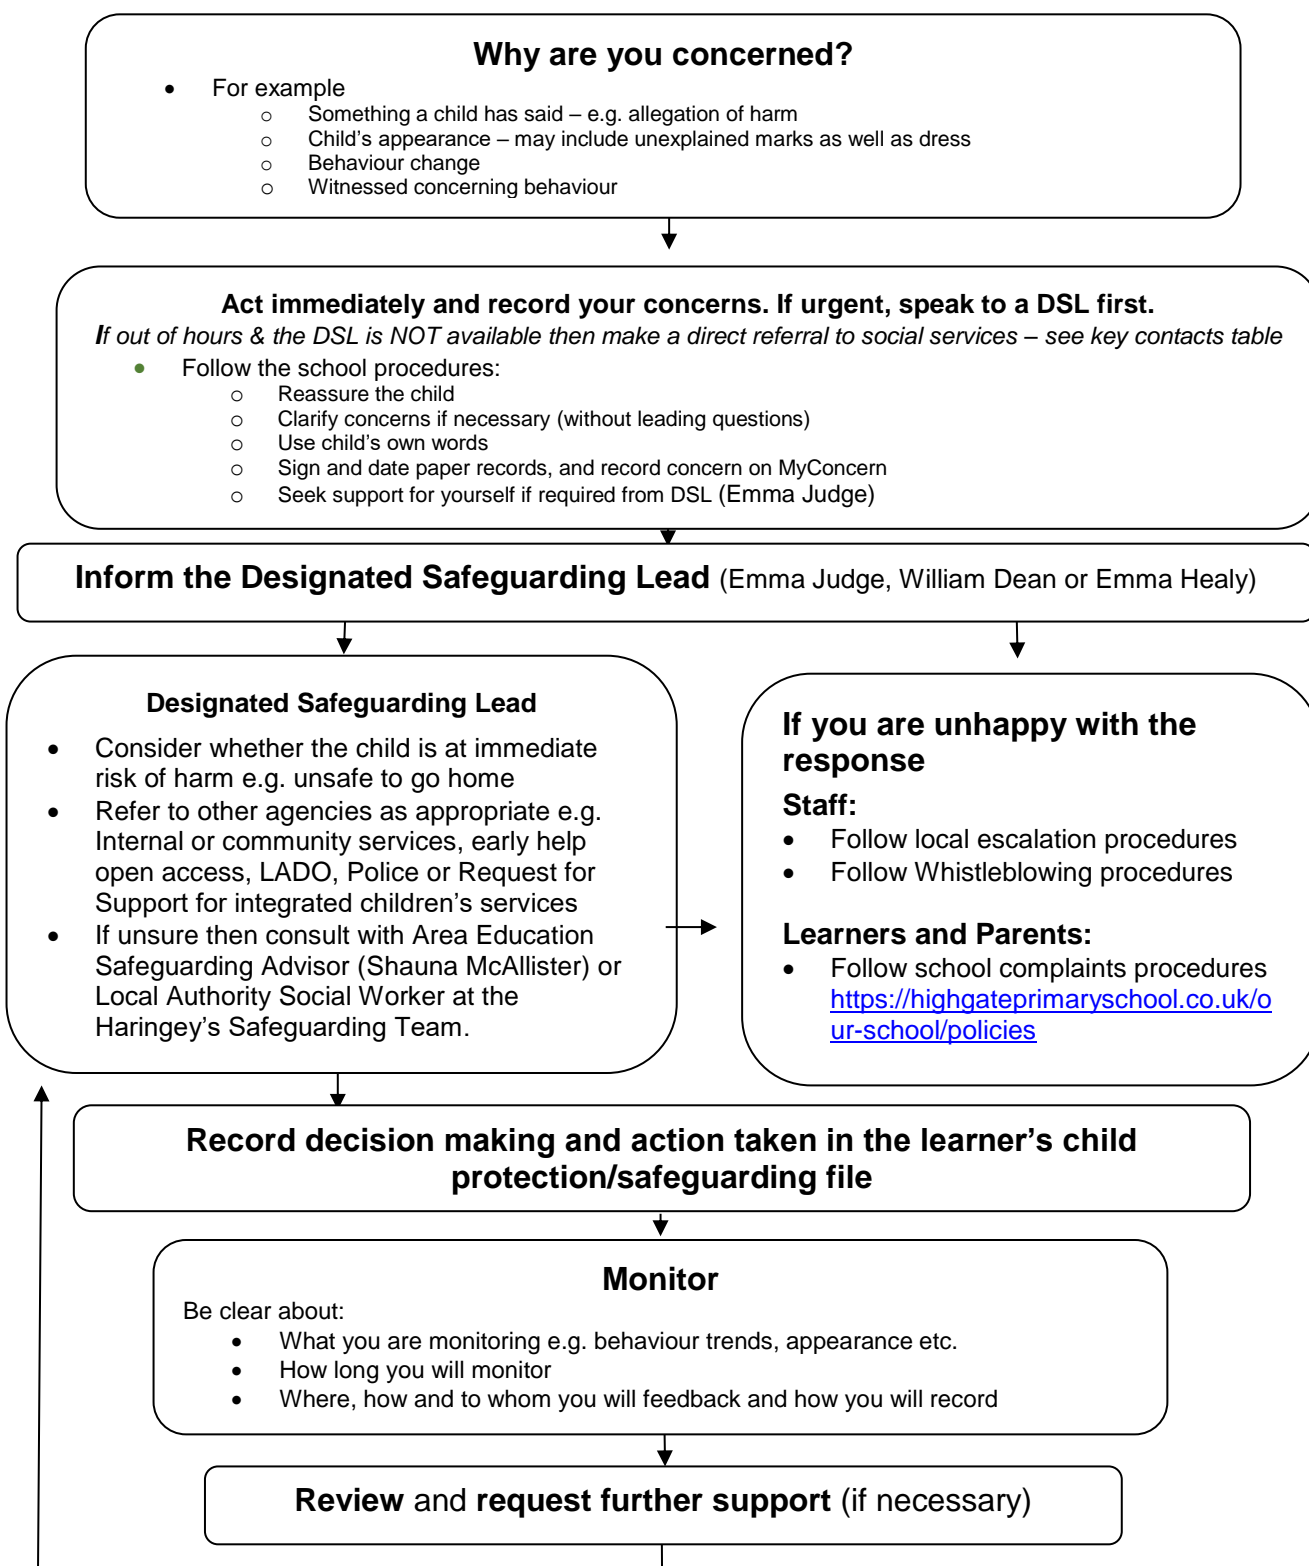 Why are you concerned?
• For example
o Something a child has said – e.g. allegation of harm
o Child's appearance – may include unexplained marks as well as dress
o Behaviour change
o Witnessed concerning behaviour
Act immediately and record your concerns. If urgent, speak to a DSL first.
If out of hours & the DSL is NOT available then make a direct referral to social services – see key contacts table
• Follow the school procedures:
o Reassure the child
o Clarify concerns if necessary (without leading questions)
o Use child's own words
o Sign and date paper records, and record concern on MyConcern
o Seek support for yourself if required from DSL (Emma Judge)
Inform the Designated Safeguarding Lead (Emma Judge, William Dean or Emma Healy)
Designated Safeguarding Lead
• Consider whether the child is at immediate
risk of harm e.g. unsafe to go home
• Refer to other agencies as appropriate e.g.
Internal or community services, early help
open access, LADO, Police or Request for
Support for integrated children's services
• If unsure then consult with Area Education
Safeguarding Advisor (Shauna McAllister) or
Local Authority Social Worker at the
Haringey's Safeguarding Team.
If you are unhappy with the
response
Staff:
• Follow local escalation procedures
• Follow Whistleblowing procedures
Learners and Parents:
• Follow school complaints procedures
https://highgateprimaryschool.co.uk/o
ur-school/policies
Record decision making and action taken in the learner's child
protection/safeguarding file
Monitor
Be clear about:
• What you are monitoring e.g. behaviour trends, appearance etc.
• How long you will monitor
• Where, how and to whom you will feedback and how you will record
Review and request further support (if necessary)